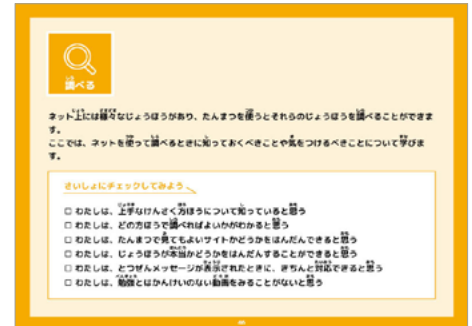 調べる
ネット上には様々なじょうほうがあり、たんまつを使うとそれらのじょうほうを調べることができま
す。
ここでは、ネットを使って調べるときに知っておくべきことや気をつけるべきことについて学びま
す。
さいしょにチェックしてみよう
□ わたしは、上手なけんさく方ほうについて知っていると思う
□ わたしは、どの方ほうで調べればよいかがわかると思う
□ わたしは、たんまつで見てもよいサイトかどうかをはんだんできると思う
□ わたしは、じょうほうが本当かどうかをはんだんすることができると思う
□ わたしは、とつぜんメッセージが表示されたときに、きちんと対応できると思う
□ わたしは、勉強とはかんけいのない動画をみることがないと思う